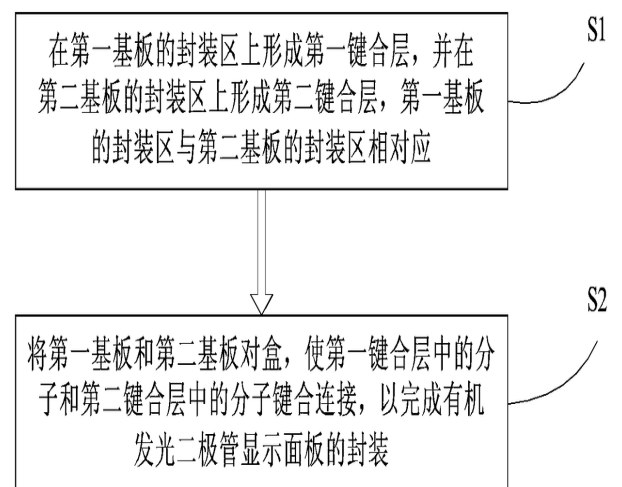 S1
在第一基板的封装区上形成第一键合层，并在
第二基板的封装区上形成第二键合层，第一基板
的封装区与第二基板的封装区相对应
S2
将第一基板和第二基板对盒，使第一键合层中的分
子和第二键合层中的分子键合连接，以完成有机
发光二极管显示面板的封装